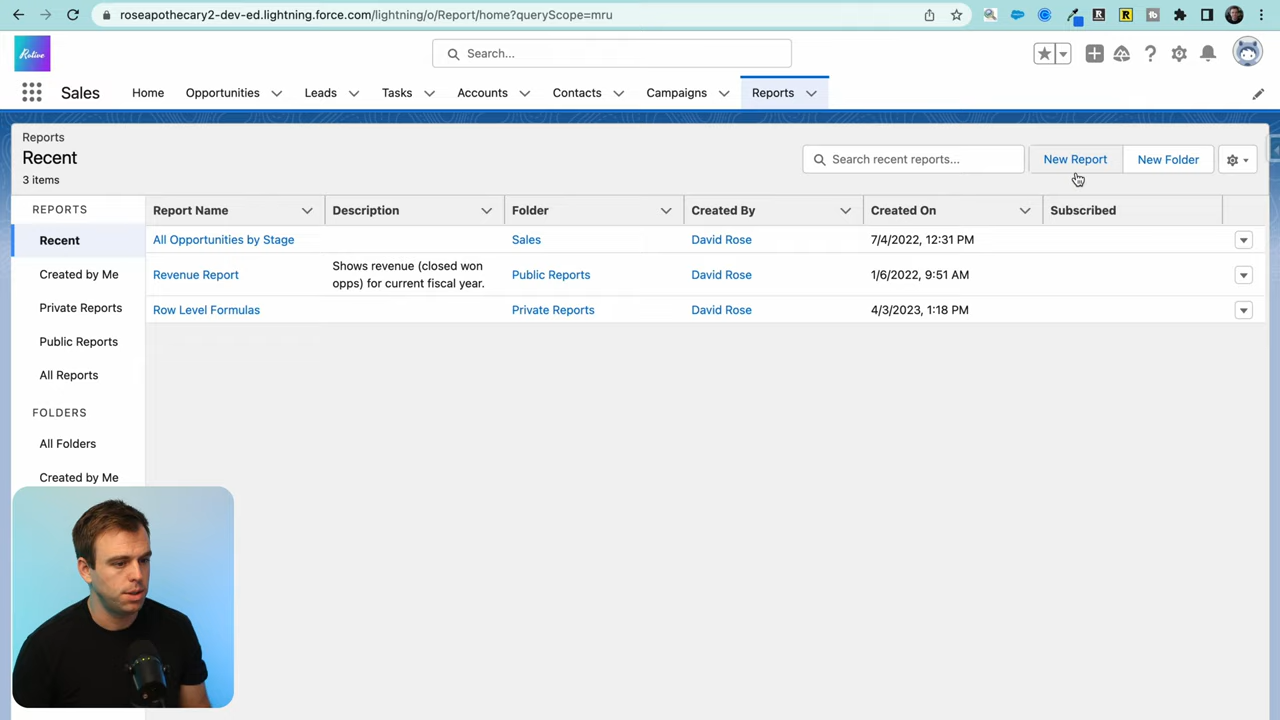 roseapothecary2-dev-ed.lightning.force.com/lightning/o/Report/home?queryScope=mru
Rotive
Search...
Sales
Home
Opportunities
Leads
Tasks
Accounts
Contacts
Campaigns
Reports
Reports
Recent
3 items
Search recent reports...
New Report
New Folder
REPORTS
Recent
Created by Me
Private Reports
Public Reports
All Reports
FOLDERS
All Folders
Created by Me
Report Name
Description
Folder
Created By
Created On
Subscribed
All Opportunities by Stage
Sales
David Rose
7/4/2022, 12:31 PM
Revenue Report
Shows revenue (closed won
opps) for current fiscal year.
Public Reports
David Rose
1/6/2022, 9:51 AM
Row Level Formulas
Private Reports
David Rose
4/3/2023, 1:18 PM